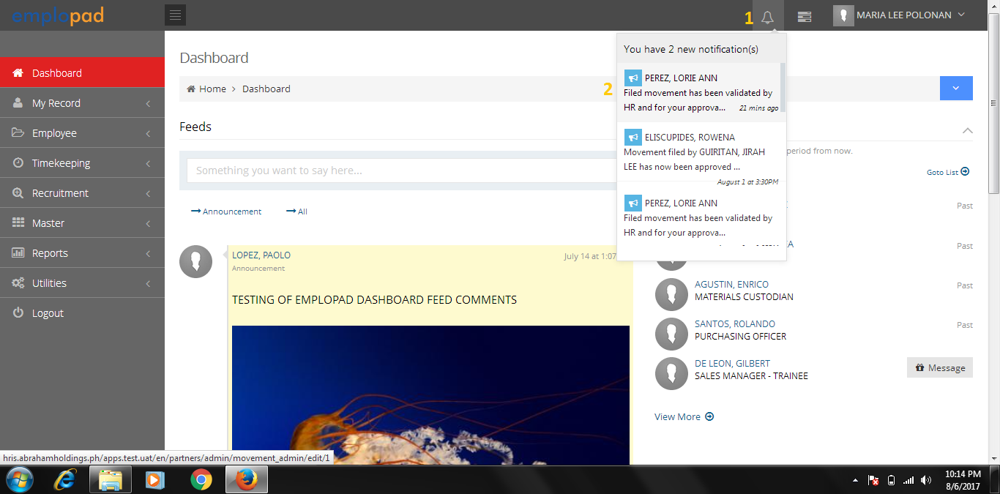 emplopad
1
MARIA LEE POLONAN
You have 2 new notification(s)
PEREZ, LORIE ANN
Filed movement has been validated by
HR and for your approva...
21 mins ago
ELISCUPIDES, ROWENA
Movement filed by GUIRITAN, JIRAH
LEE has now been approved ...
August 1 at 3:30PM
PEREZ, LORIE ANN
Filed movement has been validated by
HR and for your approva...
2
Dashboard
My Record
Employee
Timekeeping
Recruitment
Master
Reports
Utilities
Logout
Dashboard
Home > Dashboard
Feeds
Something you want to say here...
Announcement
All
LOPEZ, PAOLO
July 14 at 1:07
Announcement
TESTING OF EMPLOPAD DASHBOARD FEED COMMENTS
period from now.
Goto List
Past
Past
AGUSTIN, ENRICO
MATERIALS CUSTODIAN
Past
SANTOS, ROLANDO
PURCHASING OFFICER
Past
DE LEON, GILBERT
SALES MANAGER - TRAINEE
Message
View More
hris.abrahamholdings.ph/apps.test.uat/en/partners/admin/movement_admin/edit/1
10:14 PM
8/6/2017